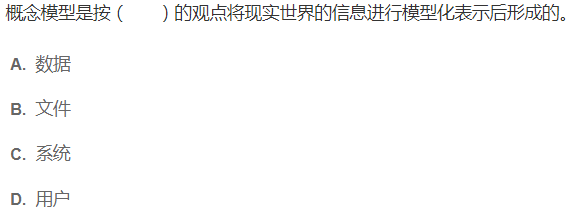 概念模型是按（　　）的观点将现实世界的信息进行模型化表示后形成的。
A. 数据
B. 文件
C. 系统
D. 用户